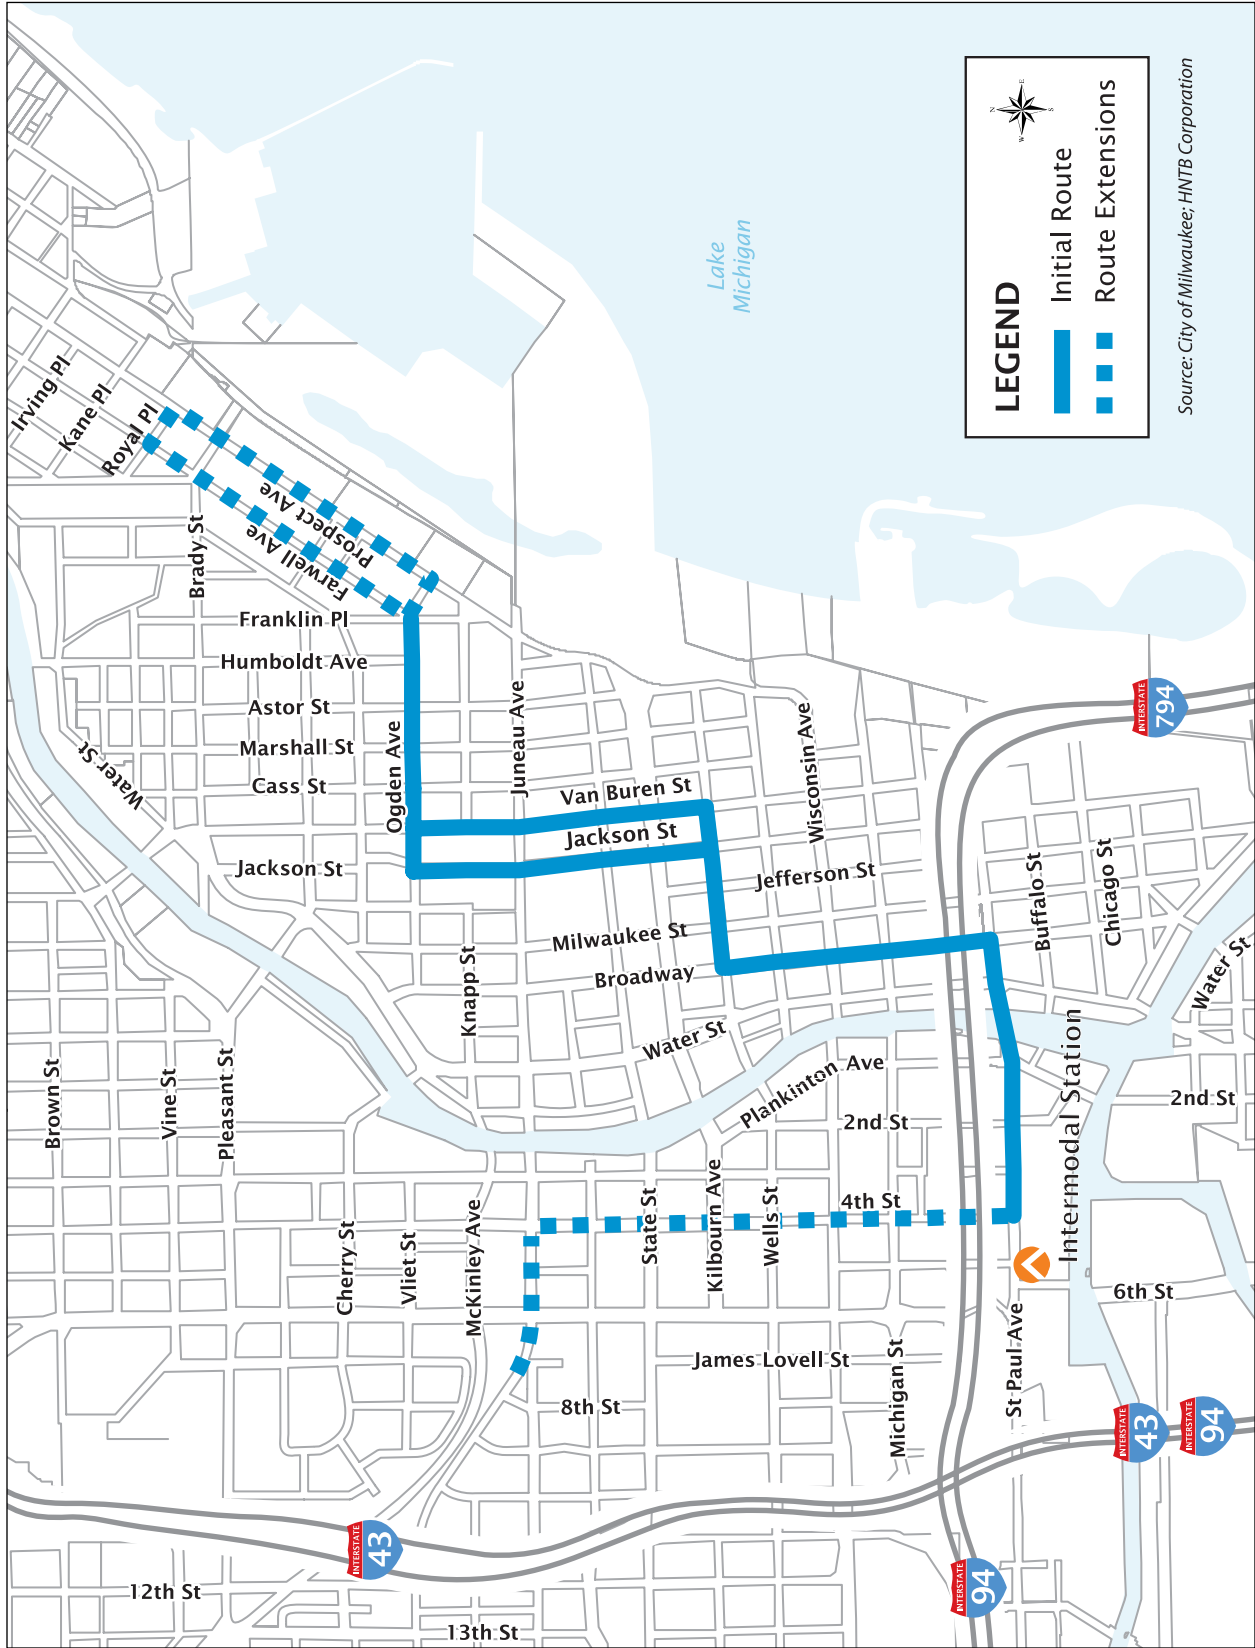 Irving Pl
Kane Pl
Royal Pl
Prospect Ave
Farwell Ave
Brady St
Franklin Pl
Humboldt Ave
Astor St
Marshall St
Cass St
Jackson St
Water St
Ogden Ave
Juneau Ave
Van Buren St
Jackson St
Jefferson St
Milwaukee St
Broadway
Water St
Knapp St
Wisconsin Ave
Buffalo St
Chicago St
Water St
Brown St
Vine St
Pleasant St
Cherry St
Vliet St
McKinley Ave
State St
Kilbourn Ave
Wells St
Plankinton Ave
2nd St
4th St
Intermodal Station
2nd St
6th St
James Lovell St
8th St
Michigan St
St Paul Ave
12th St
13th St
INTERSTATE
43
INTERSTATE
94
INTERSTATE
43
INTERSTATE
94
INTERSTATE
794
Lake
Michigan
LEGEND
N
E
S
W
Initial Route
Route Extensions
Source: City of Milwaukee; HNTB Corporation